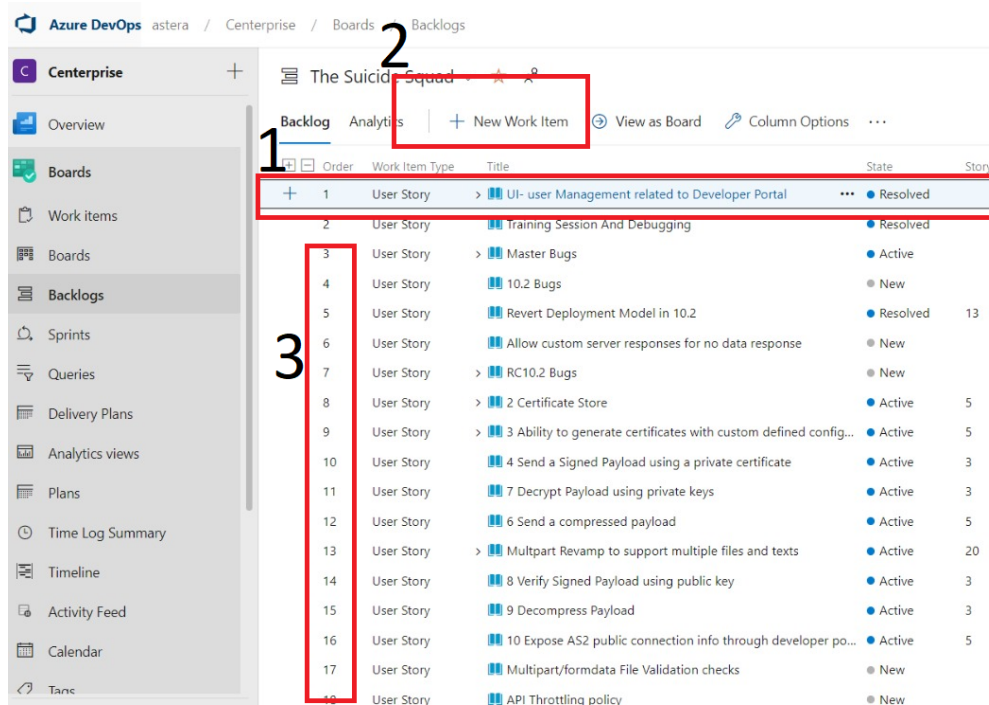 Azure DevOps astera / Centerprise / Boards / Backlogs
2
C Centerprise
The Suicide Squad
Overview
Backlog Analytics + New Work Item View as Board Column Options ...
1
Boards
Order Work Item Type Title State Story
+ 1 User Story > UI- user Management related to Developer Portal ... Resolved
Work items
2 User Story Training Session And Debugging Resolved
Boards
3 User Story > Master Bugs Active
Backlogs
4 User Story 10.2 Bugs New
5 User Story Revert Deployment Model in 10.2 Resolved 13
Sprints
3
6 User Story Allow custom server responses for no data response New
Queries
7 User Story > RC10.2 Bugs New
Delivery Plans
8 User Story > 2 Certificate Store Active 5
9 User Story > 3 Ability to generate certificates with custom defined config... Active 5
Analytics views
10 User Story 4 Send a Signed Payload using a private certificate Active 3
Plans
11 User Story 7 Decrypt Payload using private keys Active 3
Time Log Summary
12 User Story 6 Send a compressed payload Active 5
13 User Story > Multpart Revamp to support multiple files and texts Active 20
Timeline
14 User Story 8 Verify Signed Payload using public key Active 3
Activity Feed
15 User Story 9 Decompress Payload Active 3
16 User Story 10 Expose AS2 public connection info through developer po... Active 5
Calendar
17 User Story Multipart/formdata File Validation checks New
Tags
18 User Story API Throttling policy New